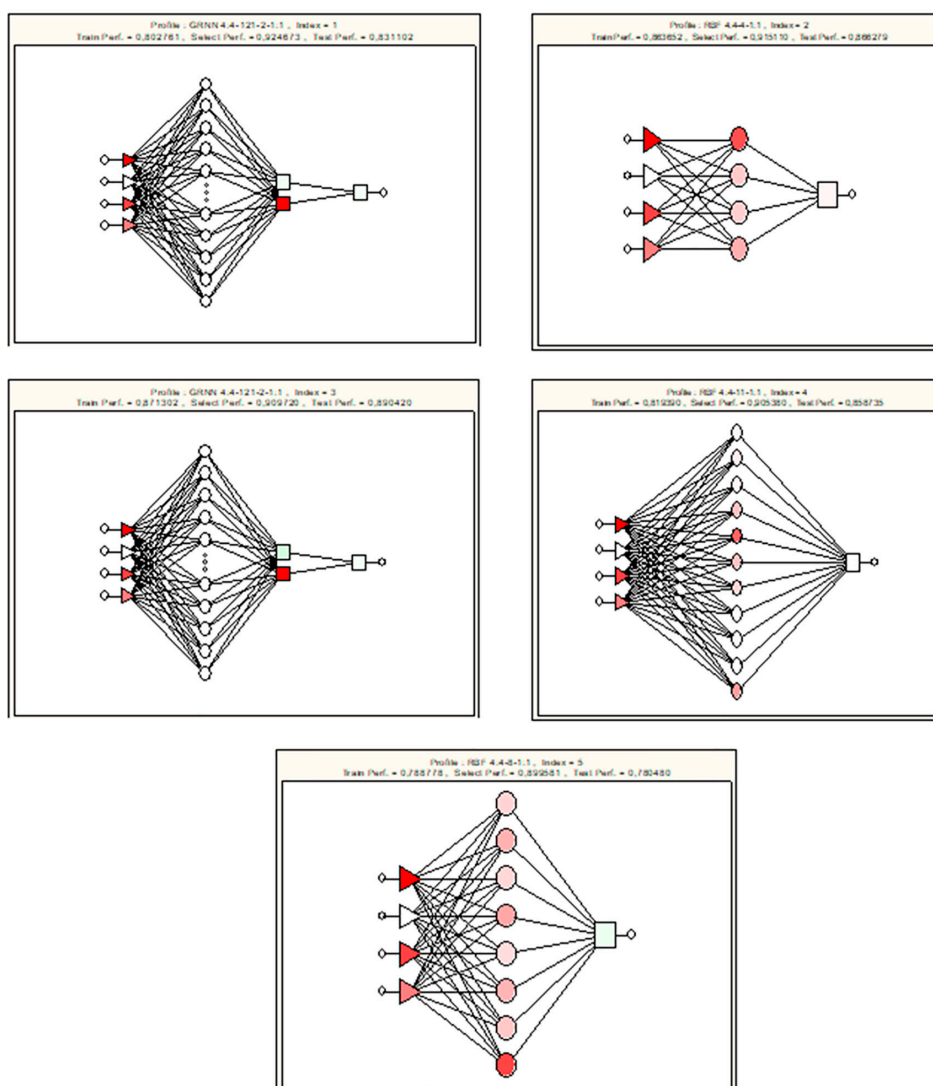 Profile : GRNN 4:4-121-2-1:1 , Index = 1
Train Perf. = 0,802761 , Select Perf. = 0,924673 , Test Perf. = 0,831102
Profile : RBF 4:4-4-1:1 , Index = 2
Train Perf. = 0,863652 , Select Perf. = 0,915110 , Test Perf. = 0,866279
Profile : GRNN 4:4-121-2-1:1 , Index = 3
Train Perf. = 0,871302 , Select Perf. = 0,909720 , Test Perf. = 0,890420
Profile : RBF 4:4-11-1:1 , Index = 4
Train Perf. = 0,819390 , Select Perf. = 0,905380 , Test Perf. = 0,858735
Profile : RBF 4:4-8-1:1 , Index = 5
Train Perf. = 0,788778 , Select Perf. = 0,899581 , Test Perf. = 0,780480